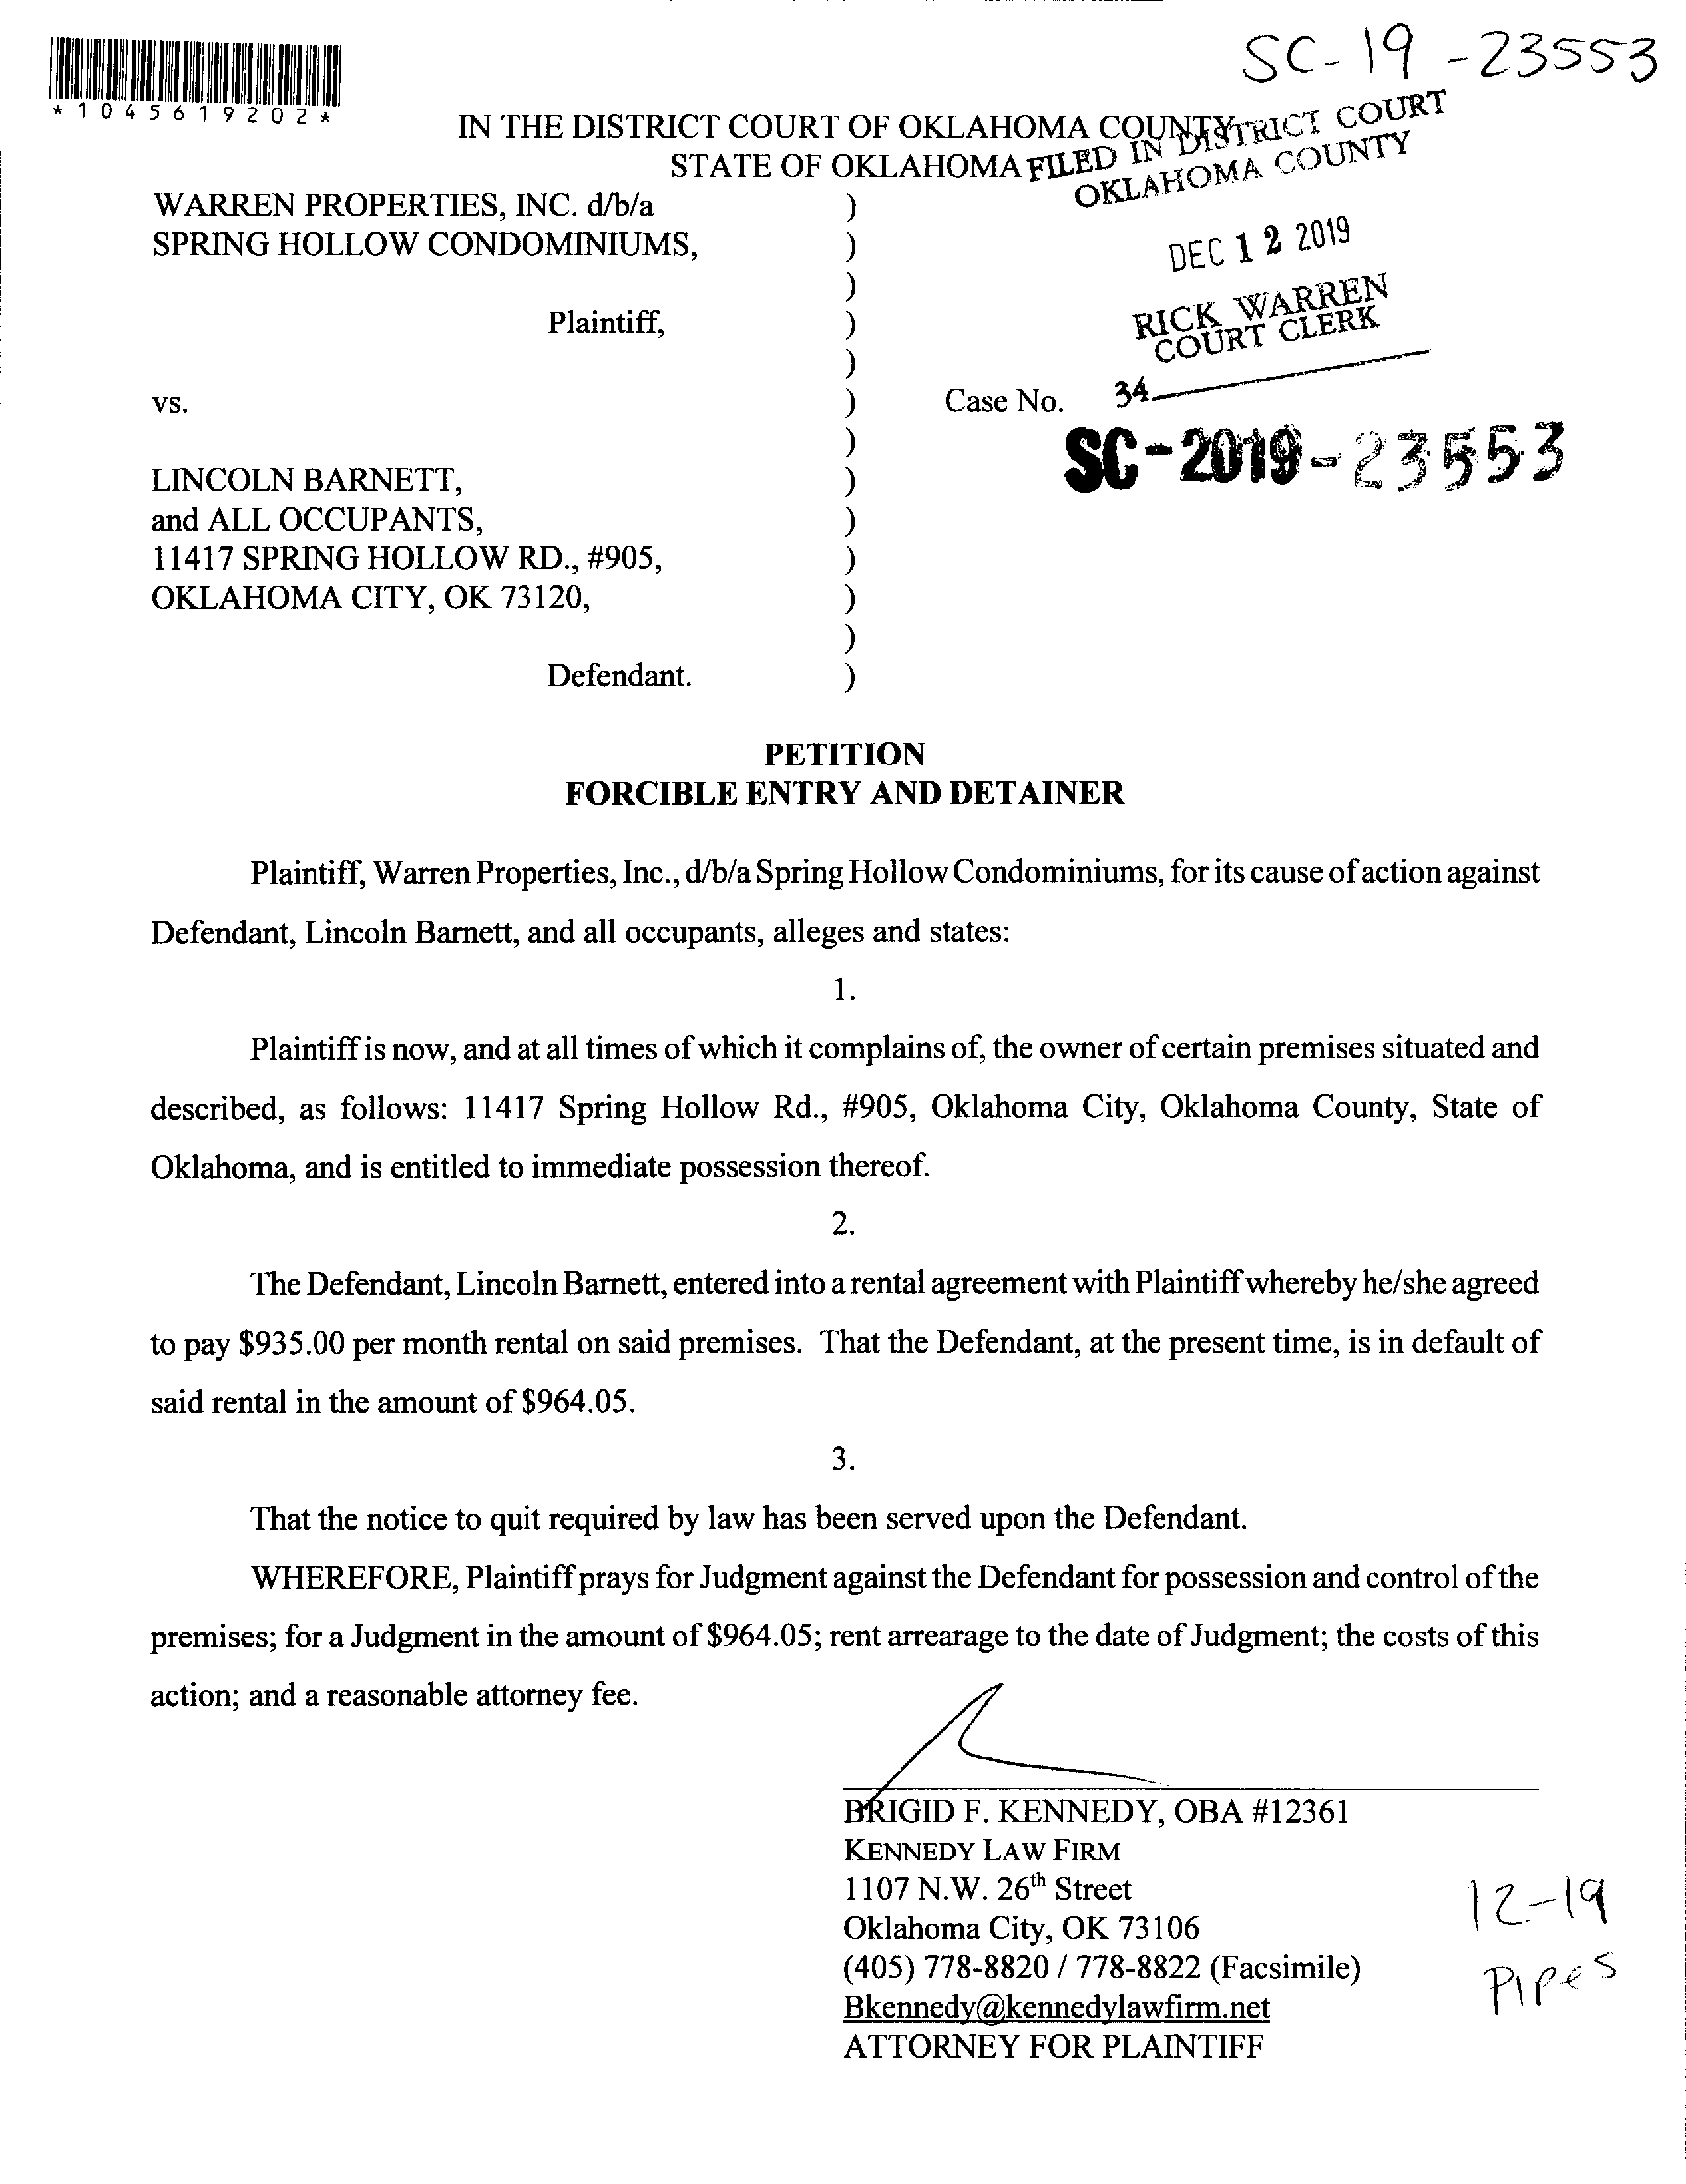 SC-19-23553
*1045619202*
IN THE DISTRICT COURT OF OKLAHOMA COUNTY
STATE OF OKLAHOMA
FILED IN DISTRICT COURT
OKLAHOMA COUNTY
DEC 12 2019
RICK WARREN
COURT CLERK
34
WARREN PROPERTIES, INC. d/b/a )
SPRING HOLLOW CONDOMINIUMS, )
)
Plaintiff, )
)
vs. ) Case No.
) SC-2019-23553
LINCOLN BARNETT, )
and ALL OCCUPANTS, )
11417 SPRING HOLLOW RD., #905, )
OKLAHOMA CITY, OK 73120, )
)
Defendant. )
PETITION
FORCIBLE ENTRY AND DETAINER
Plaintiff, Warren Properties, Inc., d/b/a Spring Hollow Condominiums, for its cause of action against
Defendant, Lincoln Barnett, and all occupants, alleges and states:
1.
Plaintiff is now, and at all times of which it complains of, the owner of certain premises situated and
described, as follows: 11417 Spring Hollow Rd., #905, Oklahoma City, Oklahoma County, State of
Oklahoma, and is entitled to immediate possession thereof.
2.
The Defendant, Lincoln Barnett, entered into a rental agreement with Plaintiff whereby he/she agreed
to pay $935.00 per month rental on said premises. That the Defendant, at the present time, is in default of
said rental in the amount of $964.05.
3.
That the notice to quit required by law has been served upon the Defendant.
WHEREFORE, Plaintiff prays for Judgment against the Defendant for possession and control of the
premises; for a Judgment in the amount of $964.05; rent arrearage to the date of Judgment; the costs of this
action; and a reasonable attorney fee.
BRIGID F. KENNEDY, OBA #12361
KENNEDY LAW FIRM
1107 N.W. 26th Street
Oklahoma City, OK 73106
(405) 778-8820 / 778-8822 (Facsimile)
Bkennedy@kennedylawfirm.net
ATTORNEY FOR PLAINTIFF
12-19
Pipes